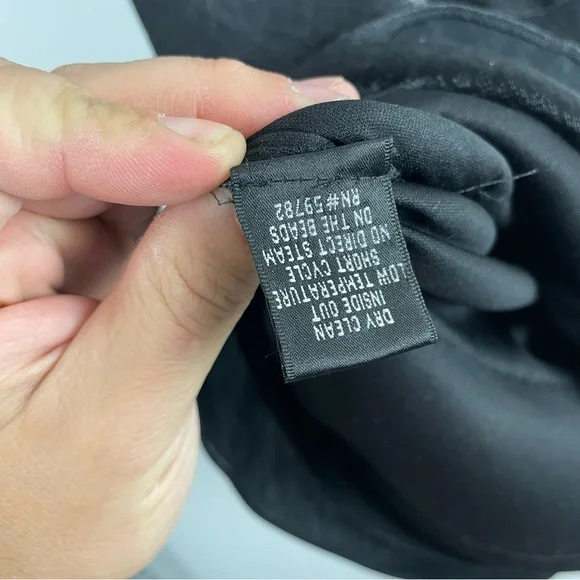 DRY CLEAN
INSIDE OUT
LOW TEMPERATURE
SHORT CYCLE
NO DIRECT STEAM
ON THE BEADS
RN#59782